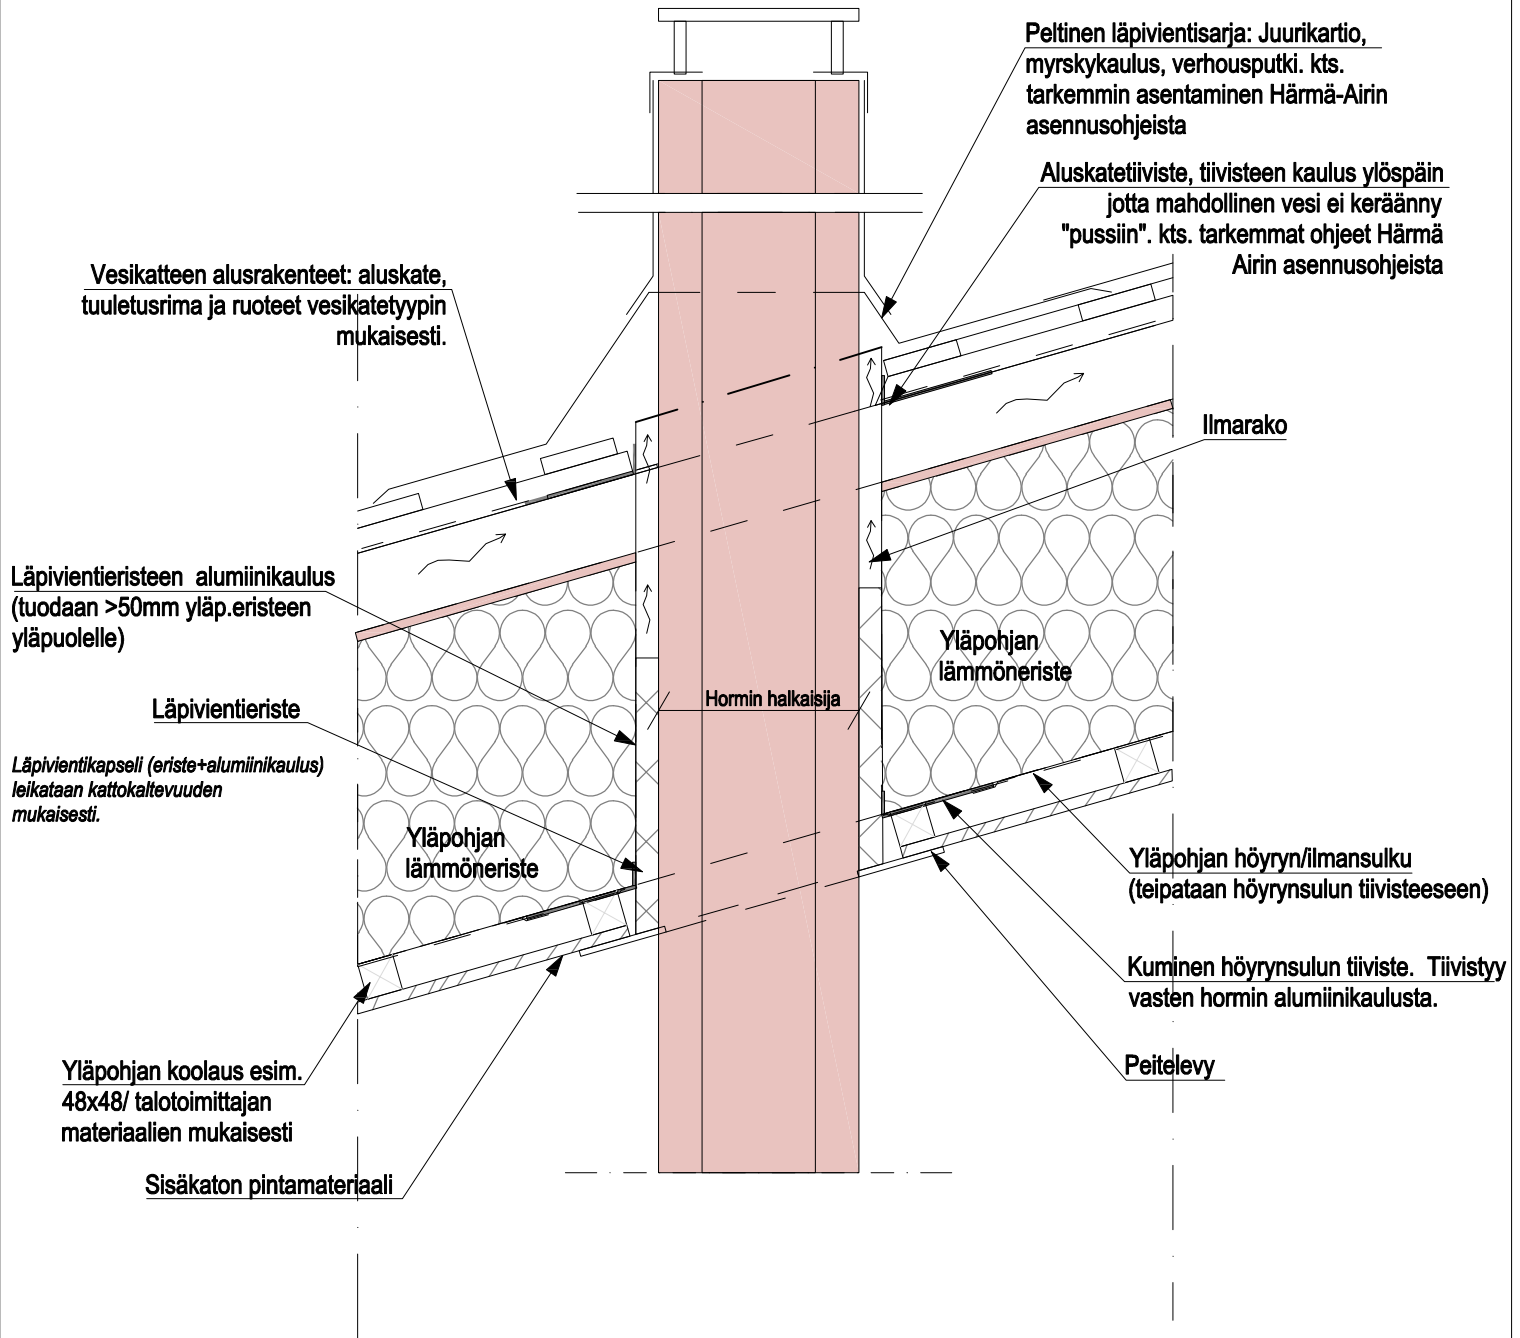 Peltinen läpivientisarja: Juurikartio,
myrskykaulus, verhousputki. kts.
tarkemmin asentaminen Härmä-Airin
asennusohjeista
Aluskatetiiviste, tiivisteen kaulus ylöspäin
jotta mahdollinen vesi ei keräänny
"pussiin". kts. tarkemmat ohjeet Härmä
Airin asennusohjeista
Vesikatteen alusrakenteet: aluskate,
tuuletusrima ja ruoteet vesikatetyypin
mukaisesti.
Ilmarako
Läpivientieristeen alumiinikaulus
(tuodaan >50mm yläp.eristeen
yläpuolelle)
Yläpohjan
lämmöneriste
Hormin halkaisija
Läpivientieriste
Läpivientikapseli (eriste+alumiinikaulus)
leikataan kattokaltevuuden
mukaisesti.
Yläpohjan
lämmöneriste
Yläpohjan höyryn/ilmansulku
(teipataan höyrynsulun tiivisteeseen)
Kuminen höyrynsulun tiiviste. Tiivistyy
vasten hormin alumiinikaulusta.
Peitelevy
Yläpohjan koolaus esim.
48x48/ talotoimittajan
materiaalien mukaisesti
Sisäkaton pintamateriaali